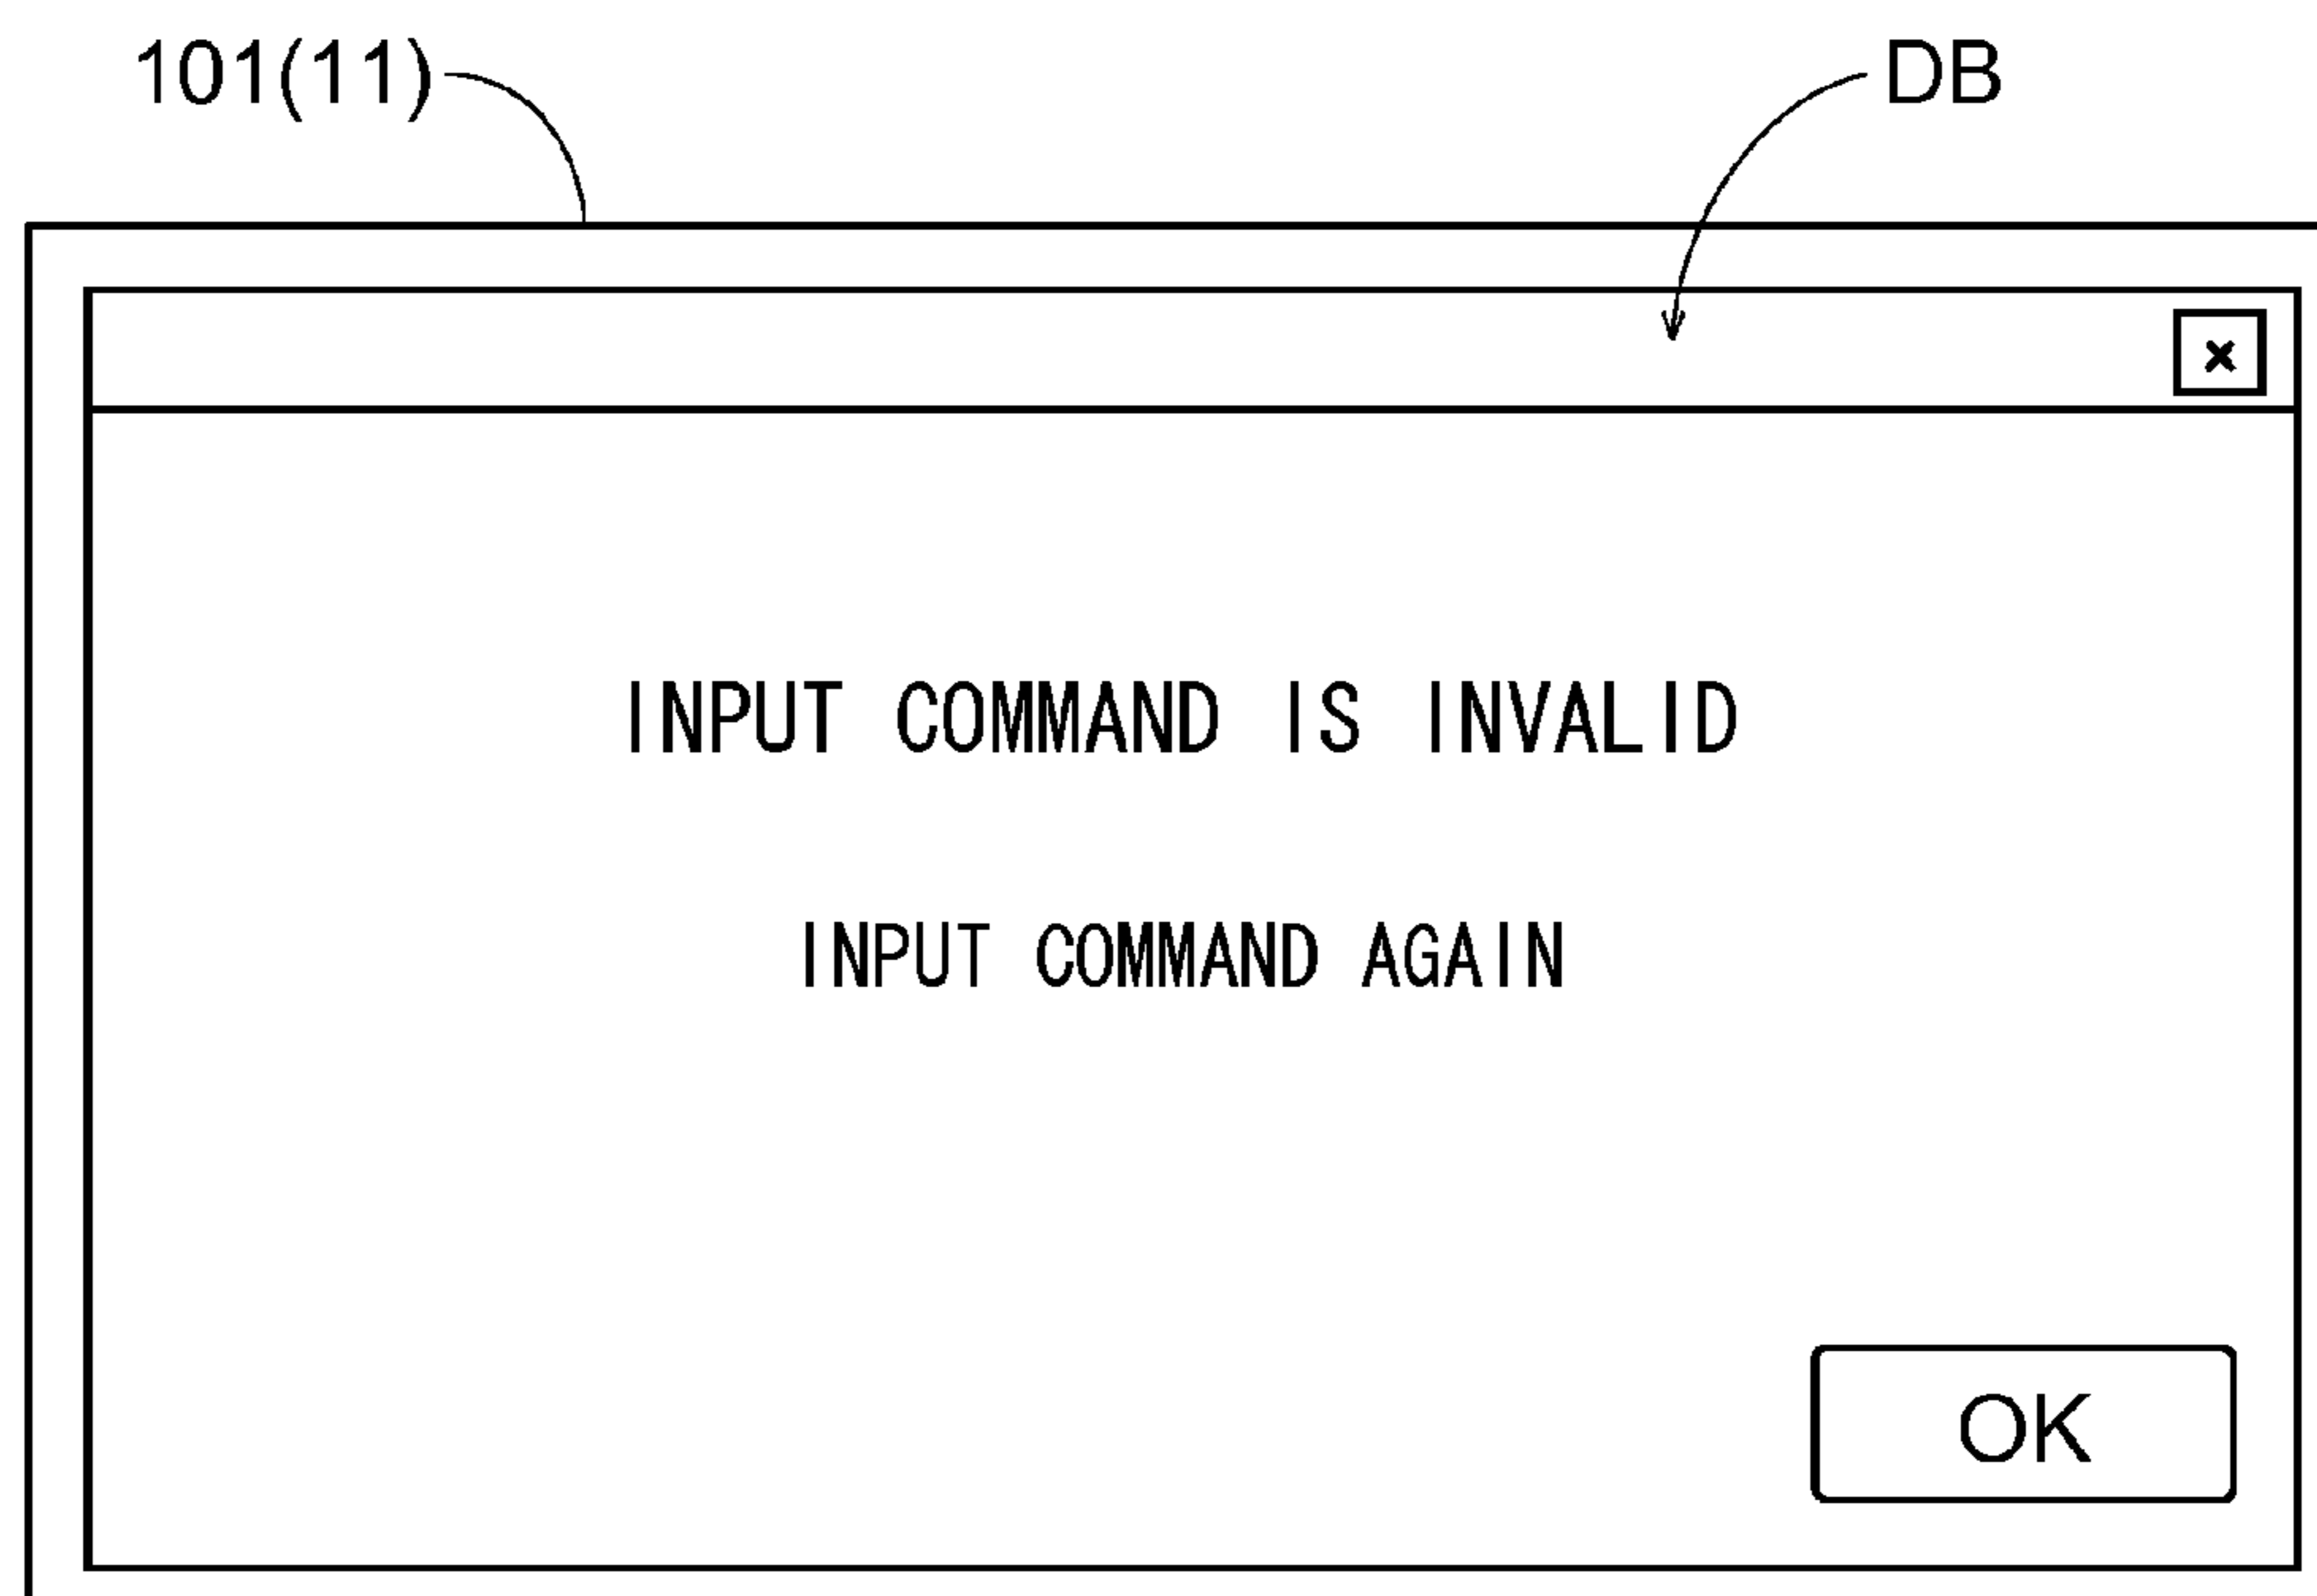 101(11) DB
×
INPUT COMMAND IS INVALID
INPUT COMMAND AGAIN
OK